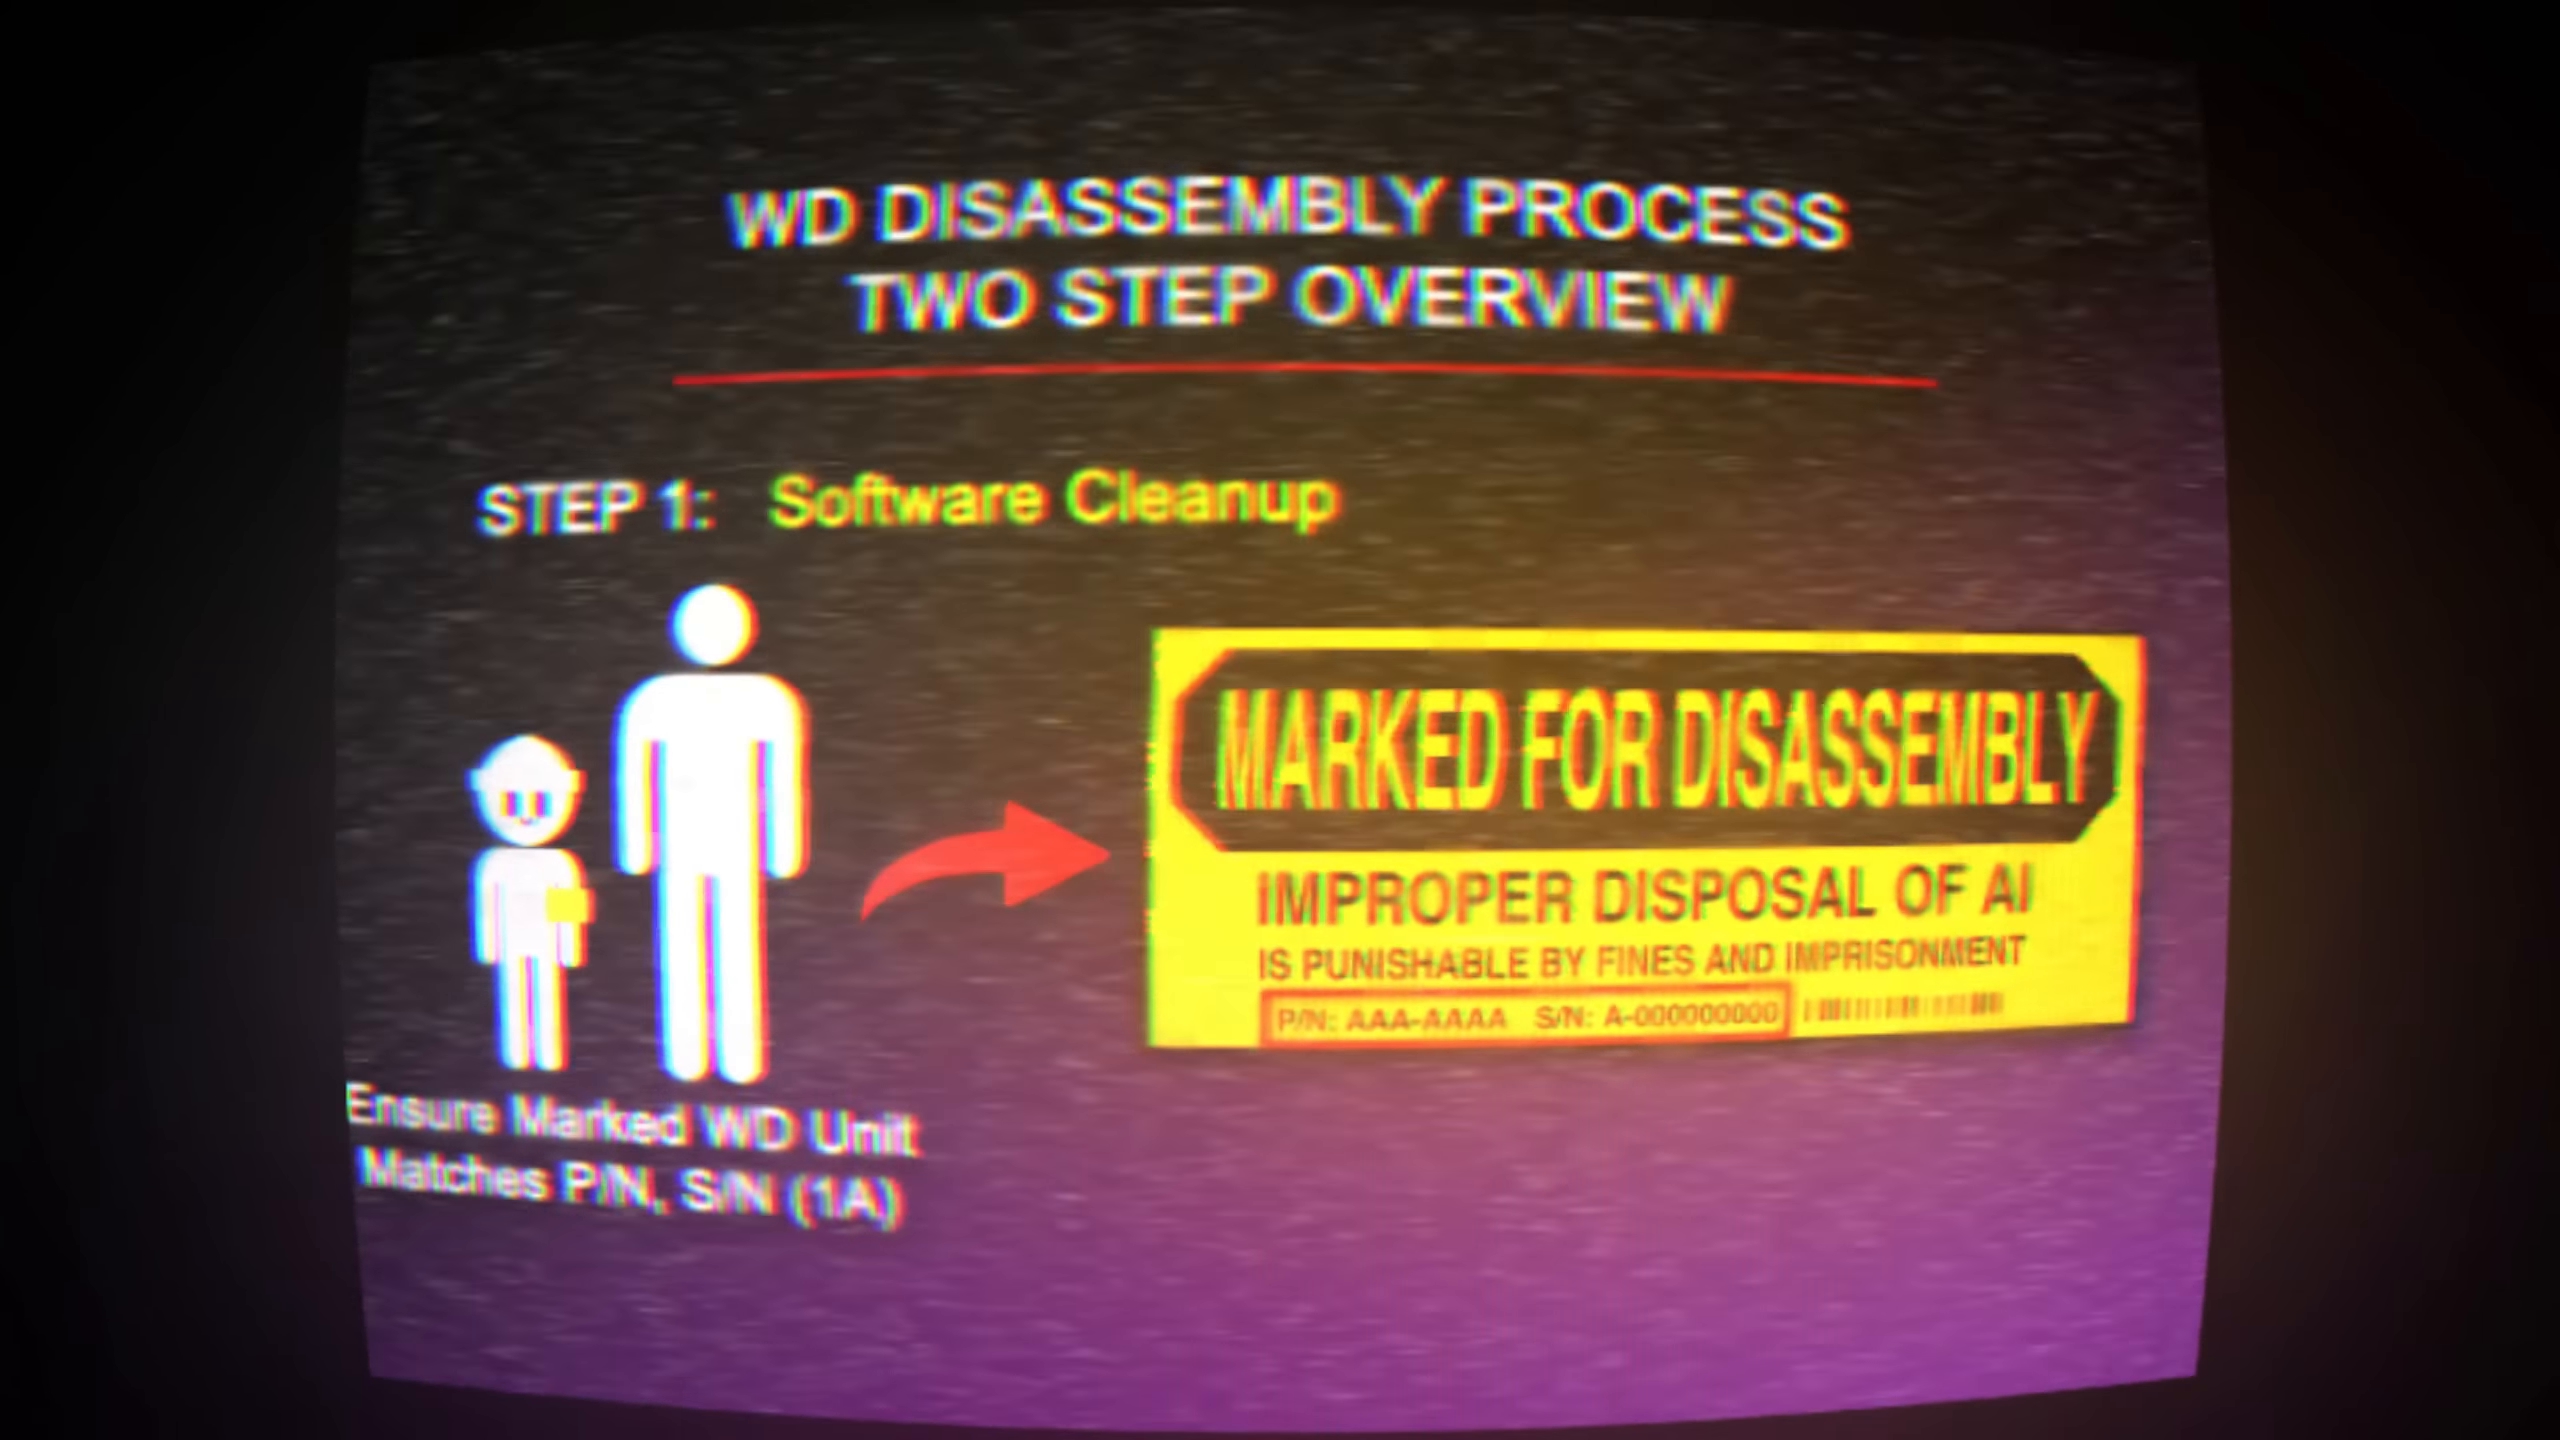 WD DISASSEMBLY PROCESS
TWO STEP OVERVIEW
STEP 1: Software Cleanup
MARKED FOR DISASSEMBLY
IMPROPER DISPOSAL OF AI
IS PUNISHABLE BY FINES AND IMPRISONMENT
P/N: AAA-AAAA S/N: A-000000000
Ensure Marked WD Unit
Matches P/N, S/N (1A)